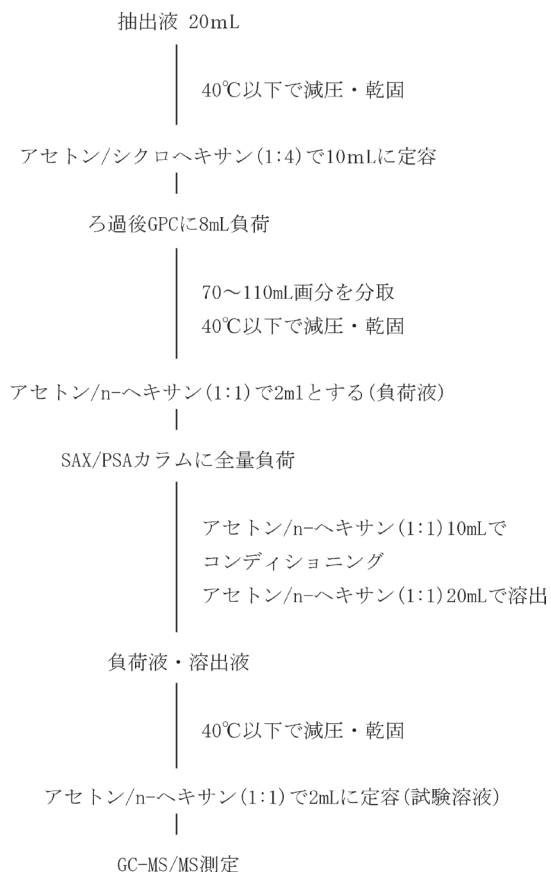 抽出液 20mL
40℃以下で減圧・乾固
アセトン/シクロヘキサン(1:4)で10mLに定容
ろ過後GPCに8mL負荷
70～110mL画分を分取
40℃以下で減圧・乾固
アセトン/n-ヘキサン(1:1)で2mlとする(負荷液)
SAX/PSAカラムに全量負荷
アセトン/n-ヘキサン(1:1)10mLで
コンディショニング
アセトン/n-ヘキサン(1:1)20mLで溶出
負荷液・溶出液
40℃以下で減圧・乾固
アセトン/n-ヘキサン(1:1)で2mLに定容(試験溶液)
GC-MS/MS測定